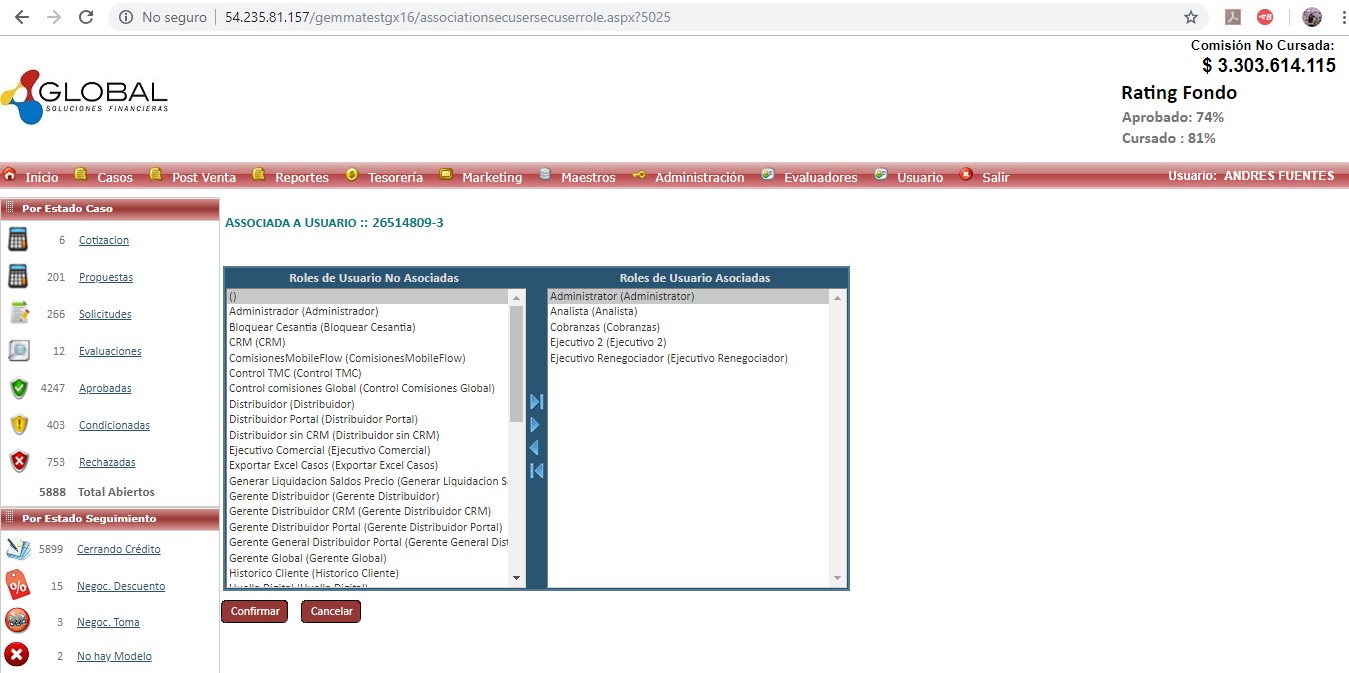 No seguro
54.235.81.157/gemmatestgx16/associationsecusersecuserrole.aspx?5025
Comisión No Cursada:
$ 3.303.614.115
Rating Fondo
Aprobado: 74%
Cursado : 81%
GLOBAL
SOLUCIONES FINANCIERAS
Inicio Casos Post Venta Reportes Tesorería Marketing Maestros Administración Evaluadores Usuario Salir Usuario: ANDRES FUENTES
Por Estado Caso
6 Cotizacion
201 Propuestas
266 Solicitudes
12 Evaluaciones
4247 Aprobadas
403 Condicionadas
753 Rechazadas
5888 Total Abiertos
Por Estado Seguimiento
5899 Cerrando Crédito
15 Negoc. Descuento
3 Negoc. Toma
2 No hay Modelo
ASSOCIADA A USUARIO :: 26514809-3
Roles de Usuario No Asociadas
()
Administrador (Administrador)
Bloquear Cesantia (Bloquear Cesantia)
CRM (CRM)
ComisionesMobileFlow (ComisionesMobileFlow)
Control TMC (Control TMC)
Control comisiones Global (Control Comisiones Global)
Distribuidor (Distribuidor)
Distribuidor Portal (Distribuidor Portal)
Distribuidor sin CRM (Distribuidor sin CRM)
Ejecutivo Comercial (Ejecutivo Comercial)
Exportar Excel Casos (Exportar Excel Casos)
Generar Liquidacion Saldos Precio (Generar Liquidacion S
Gerente Distribuidor (Gerente Distribuidor)
Gerente Distribuidor CRM (Gerente Distribuidor CRM)
Gerente Distribuidor Portal (Gerente Distribuidor Portal)
Gerente General Distribuidor Portal (Gerente General Dist
Gerente Global (Gerente Global)
Historico Cliente (Historico Cliente)
Huella Digital (Huella Digital)
Roles de Usuario Asociadas
Administrator (Administrator)
Analista (Analista)
Cobranzas (Cobranzas)
Ejecutivo 2 (Ejecutivo 2)
Ejecutivo Renegociador (Ejecutivo Renegociador)
Confirmar Cancelar